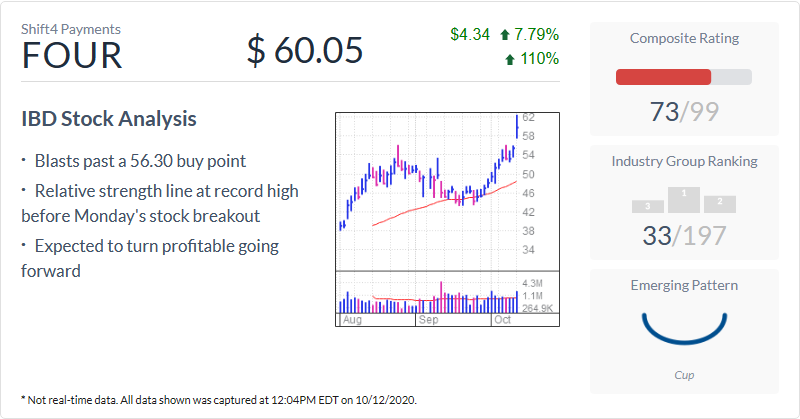 Shift4 Payments
FOUR
$ 60.05
$4.34 7.79%
110%
IBD Stock Analysis
· Blasts past a 56.30 buy point
· Relative strength line at record high
before Monday's stock breakout
· Expected to turn profitable going
forward
62
58
54
50
46
42
38
34
4.3M
1.1M
264.9K
Aug Sep Oct
Composite Rating
73/99
Industry Group Ranking
3 1 2
33/197
Emerging Pattern
Cup
* Not real-time data. All data shown was captured at 12:04PM EDT on 10/12/2020.